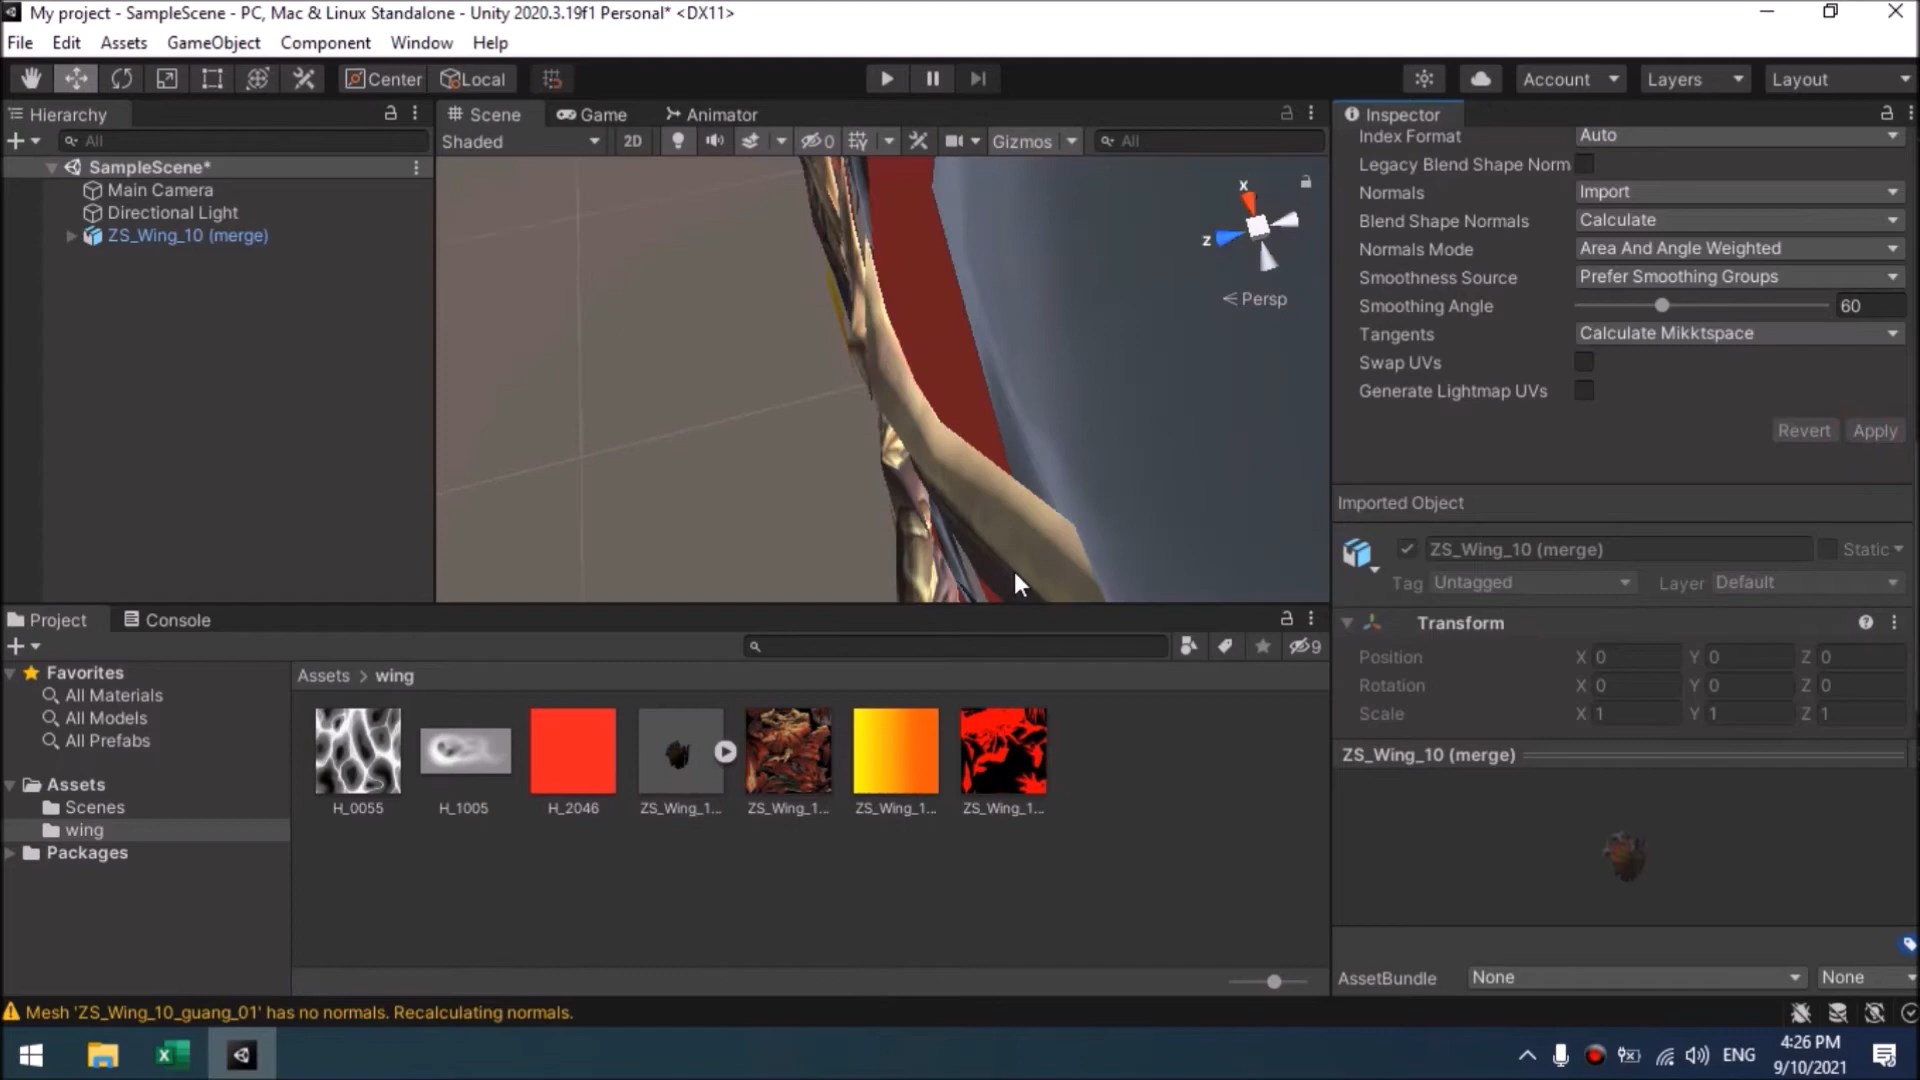 My project - SampleScene - PC, Mac & Linux Standalone - Unity 2020.3.19f1 Personal* <DX11>
File Edit Assets GameObject Component Window Help
Center Local Account Layers Layout
Hierarchy
All
SampleScene*
Main Camera
Directional Light
ZS_Wing_10 (merge)
Scene Game Animator
Shaded 2D 0 Gizmos All
x
z
Persp
Inspector
Index Format Auto
Legacy Blend Shape Norm
Normals Import
Blend Shape Normals Calculate
Normals Mode Area And Angle Weighted
Smoothness Source Prefer Smoothing Groups
Smoothing Angle 60
Tangents Calculate Mikktspace
Swap UVs
Generate Lightmap UVs
Revert Apply
Imported Object
ZS_Wing_10 (merge) Static
Tag Untagged Layer Default
Transform
Position X 0 Y 0 Z 0
Rotation X 0 Y 0 Z 0
Scale X 1 Y 1 Z 1
ZS_Wing_10 (merge)
AssetBundle None None
Project Console
9
Favorites
All Materials
All Models
All Prefabs
Assets
Scenes
wing
Packages
Assets > wing
H_0055 H_1005 H_2046 ZS_Wing_1... ZS_Wing_1... ZS_Wing_1... ZS_Wing_1...
Mesh 'ZS_Wing_10_guang_01' has no normals. Recalculating normals.
ENG
4:26 PM
9/10/2021